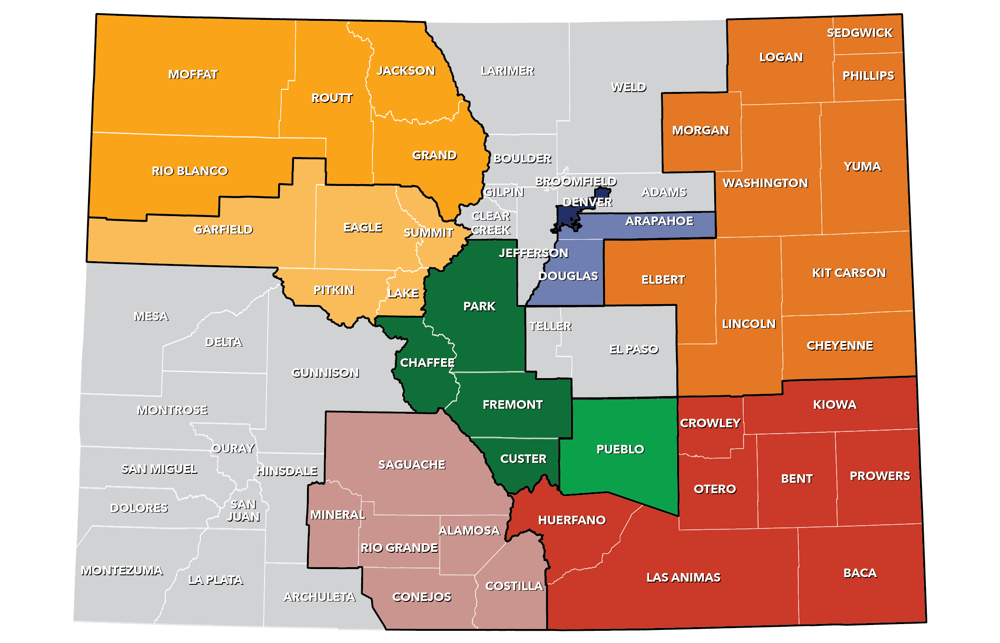 SEDGWICK
LOGAN
JACKSON
LARIMER
MOFFAT
PHILLIPS
WELD
ROUTT
MORGAN
GRAND
BOULDER
YUMA
RIO BLANCO
BROOMFIELD
WASHINGTON
GILPIN
ADAMS
DENVER
CLEAR
CREEK
ARAPAHOE
GARFIELD
EAGLE
SUMMIT
JEFFERSON
DOUGLAS
ELBERT
KIT CARSON
PITKIN
LAKE
PARK
MESA
TELLER
LINCOLN
DELTA
EL PASO
CHEYENNE
CHAFFEE
GUNNISON
FREMONT
KIOWA
MONTROSE
CROWLEY
OURAY
PUEBLO
CUSTER
SAGUACHE
SAN MIGUEL
HINSDALE
BENT
PROWERS
OTERO
DOLORES
SAN
JUAN
MINERAL
HUERFANO
ALAMOSA
RIO GRANDE
MONTEZUMA
LA PLATA
LAS ANIMAS
BACA
COSTILLA
ARCHULETA
CONEJOS